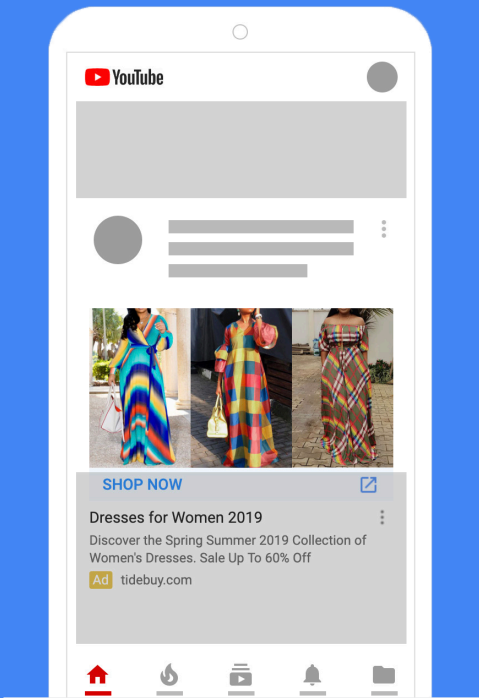 YouTube
SHOP NOW
Dresses for Women 2019
Discover the Spring Summer 2019 Collection of
Women's Dresses. Sale Up To 60% Off
Ad tidebuy.com